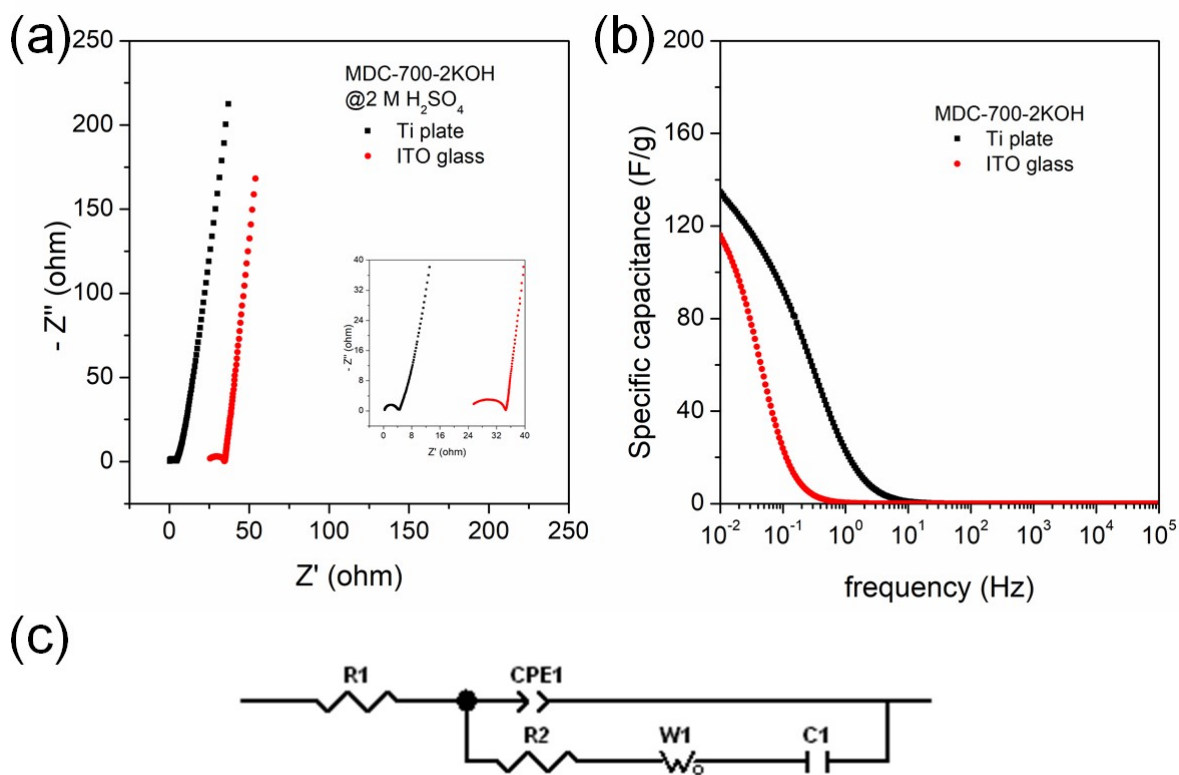 (a)
250
200
150
100
50
0
- Z'' (ohm)
MDC-700-2KOH
@2 M H₂SO₄
Ti plate
ITO glass
40
32
24
16
8
0
- Z'' (ohm)
0 8 16 24 32 40
Z' (ohm)
0 50 100 150 200 250
Z' (ohm)
(b)
200
160
120
80
40
0
Specific capacitance (F/g)
MDC-700-2KOH
Ti plate
ITO glass
10⁻² 10⁻¹ 10⁰ 10¹ 10² 10³ 10⁴ 10⁵
frequency (Hz)
(c)
R1 CPE1
R2 W1 C1